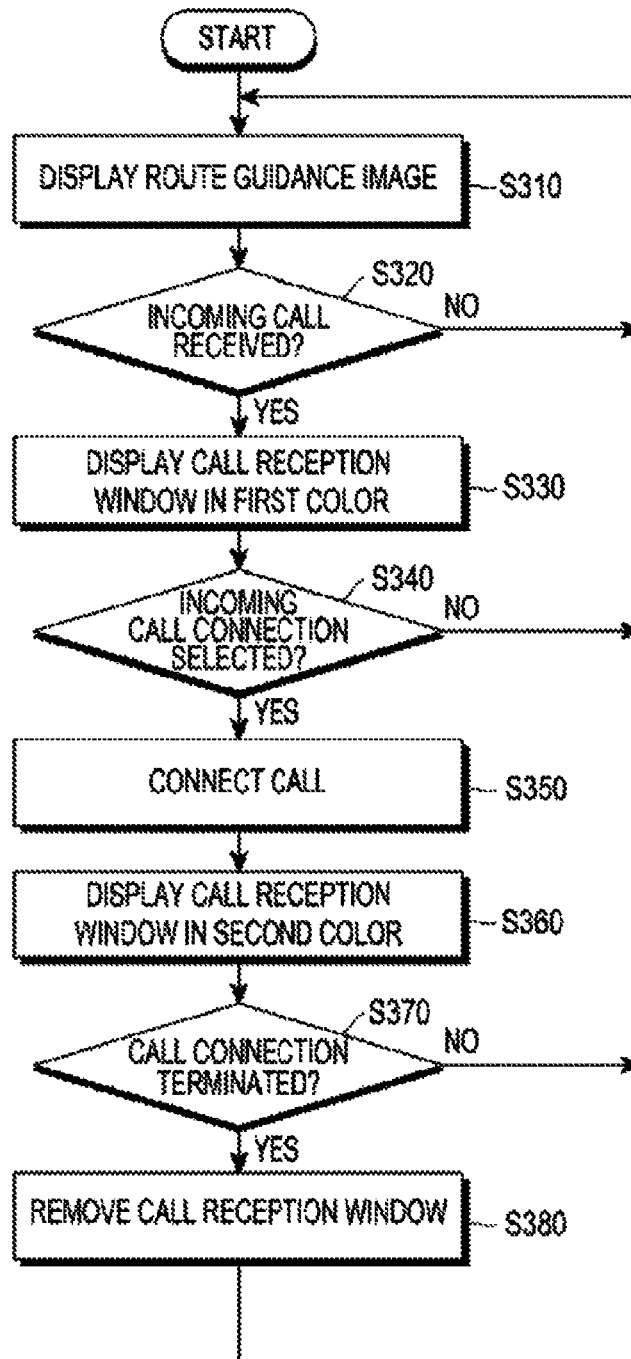 START
DISPLAY ROUTE GUIDANCE IMAGE
S310
S320
INCOMING CALL
RECEIVED?
NO
YES
DISPLAY CALL RECEPTION
WINDOW IN FIRST COLOR
S330
S340
INCOMING
CALL CONNECTION
SELECTED?
NO
YES
CONNECT CALL
S350
DISPLAY CALL RECEPTION
WINDOW IN SECOND COLOR
S360
S370
CALL CONNECTION
TERMINATED?
NO
YES
REMOVE CALL RECEPTION WINDOW
S380